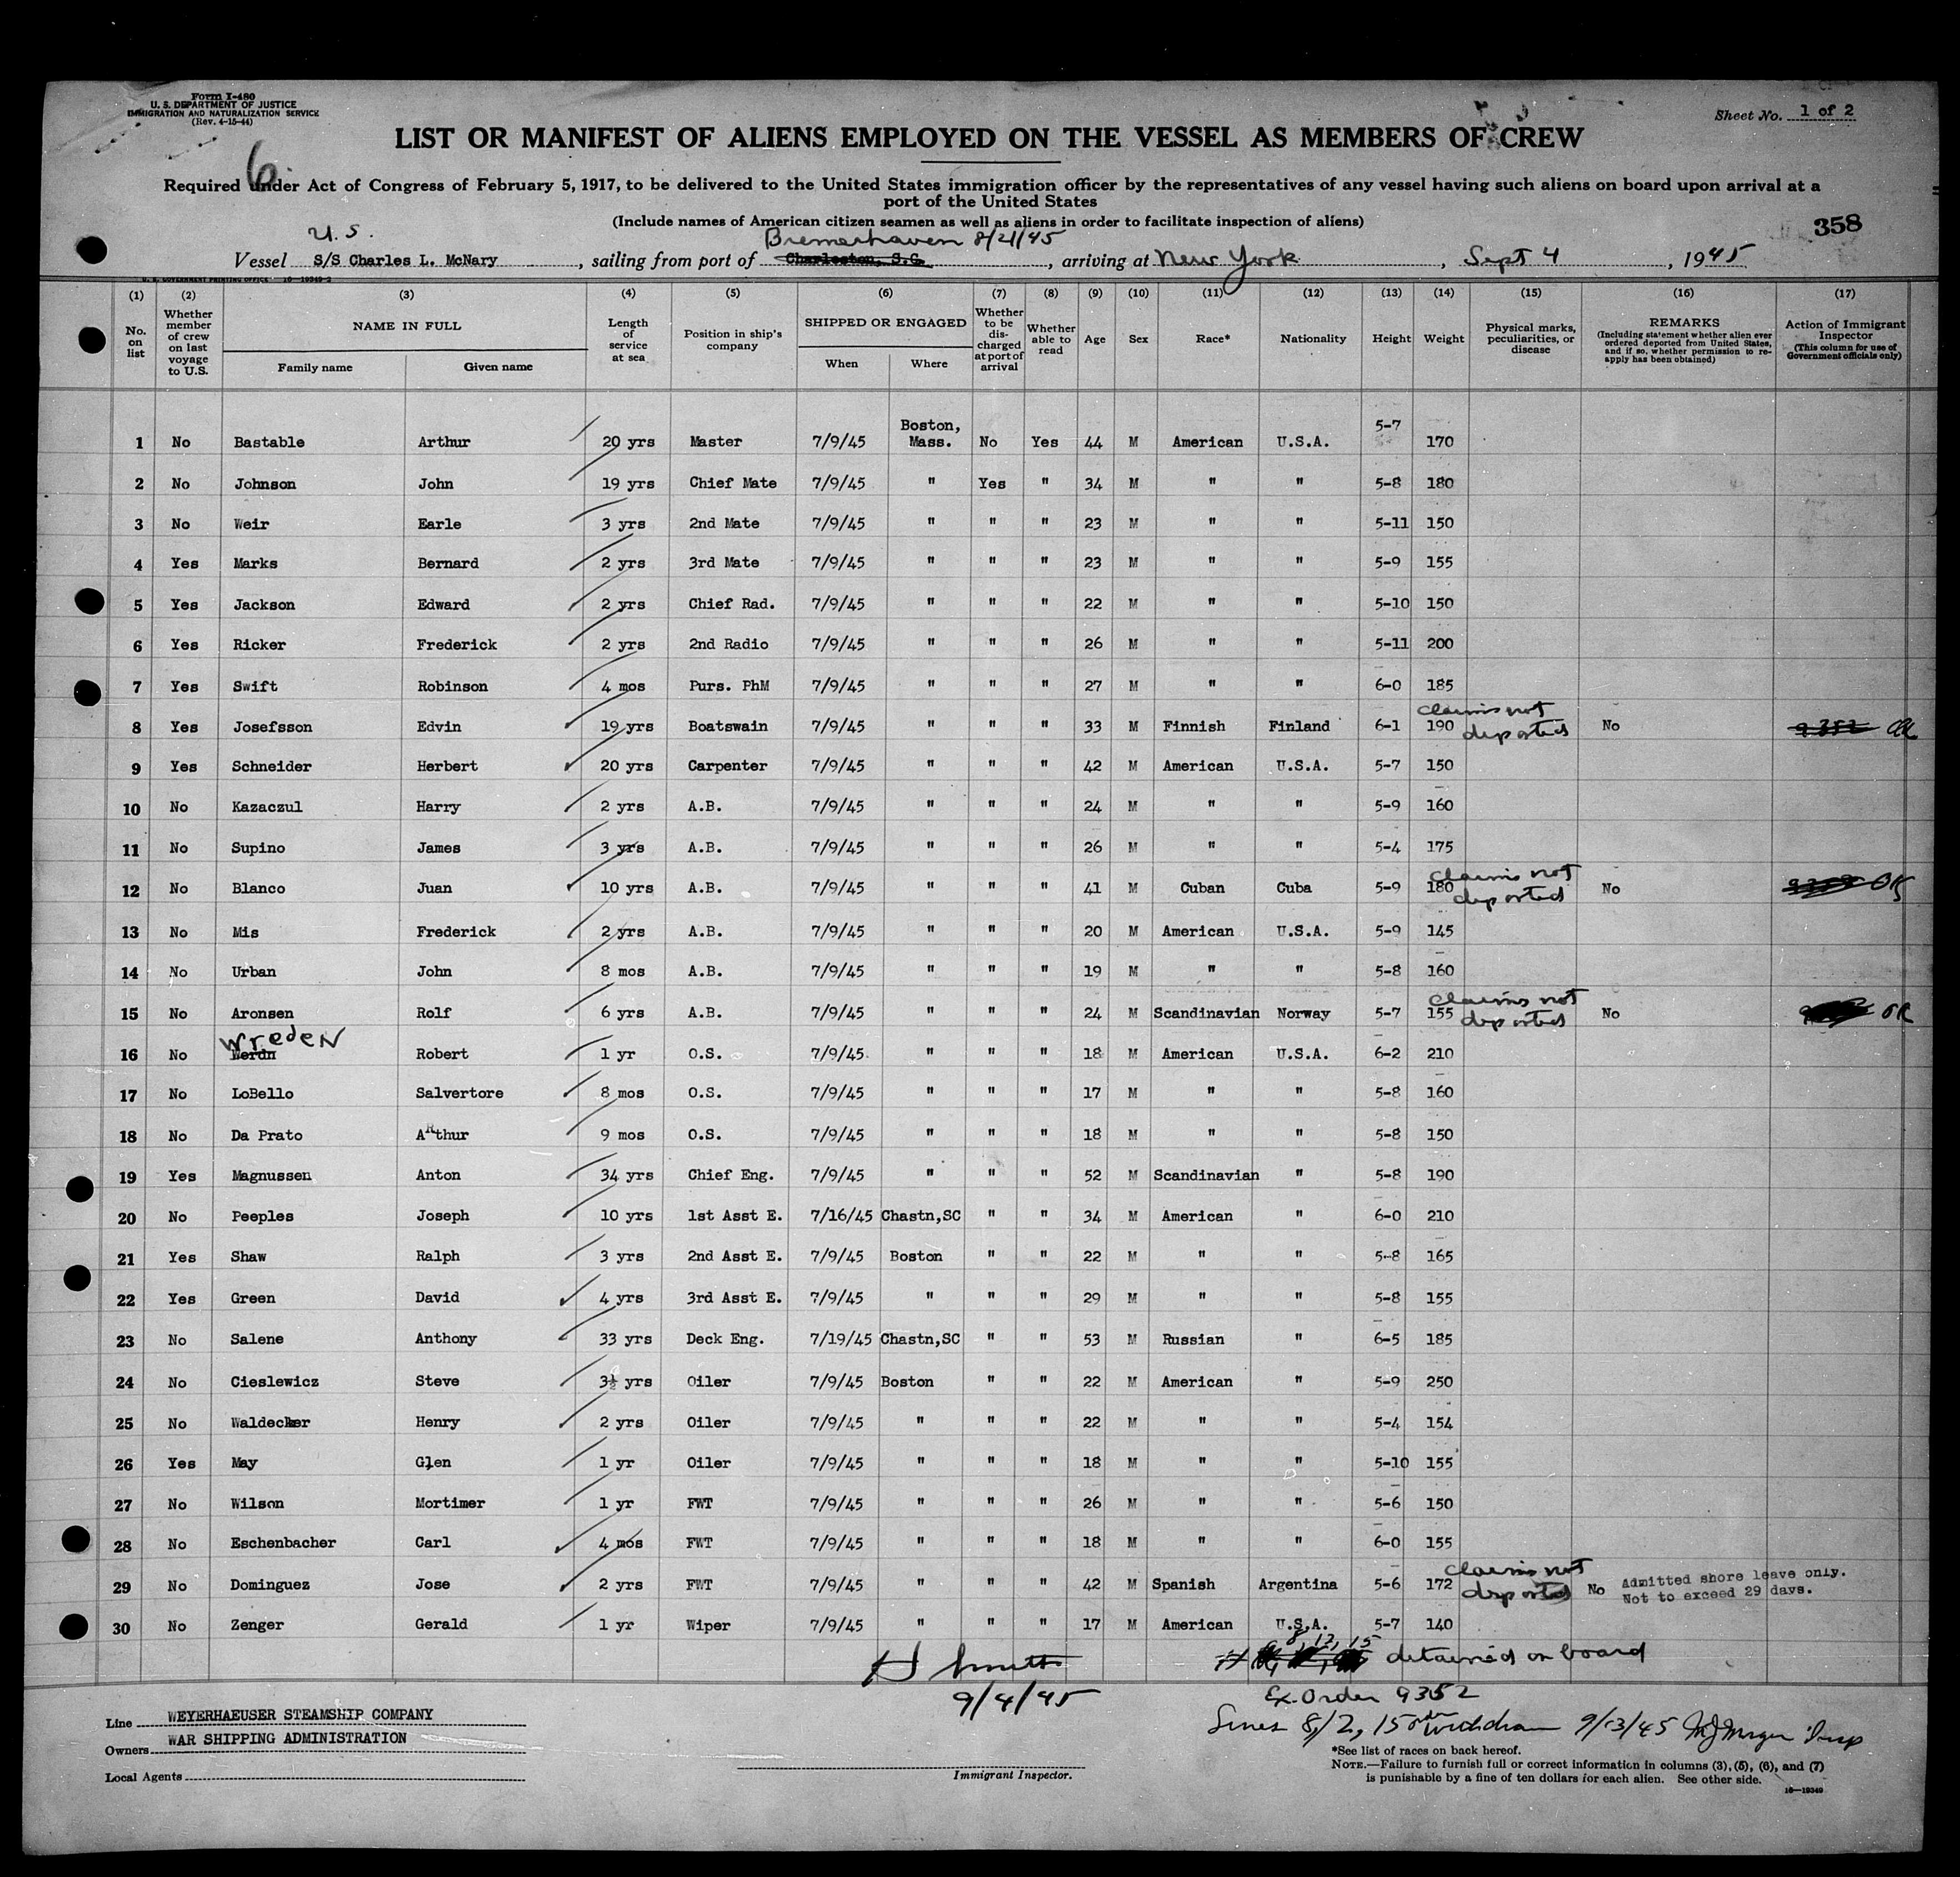 Form I-480
U. S. DEPARTMENT OF JUSTICE
IMMIGRATION AND NATURALIZATION SERVICE
(Rev. 4-15-44)
Sheet No. 1 of 2
LIST OR MANIFEST OF ALIENS EMPLOYED ON THE VESSEL AS MEMBERS OF CREW
6
Required under Act of Congress of February 5, 1917, to be delivered to the United States immigration officer by the representatives of any vessel having such aliens on board upon arrival at a
port of the United States
(Include names of American citizen seamen as well as aliens in order to facilitate inspection of aliens)
358
U.S. Bremerhaven 8/21/45
Vessel S/S Charles L. McNary, sailing from port of Charleston, S.C., arriving at New York, Sept 4, 1945
U. S. GOVERNMENT PRINTING OFFICE 16-19349-2
(1) (2) (3) (4) (5) (6) (7) (8) (9) (10) (11) (12) (13) (14) (15) (16) (17)
No. on list
Whether member of crew on last voyage to U.S.
NAME IN FULL
Family name Given name
Length of service at sea
Position in ship's company
SHIPPED OR ENGAGED
When Where
Whether to be discharged at port of arrival
Whether able to read
Age
Sex
Race*
Nationality
Height
Weight
Physical marks, peculiarities, or disease
REMARKS
(Including statement whether alien ever ordered deported from United States, and if so, whether permission to reapply has been obtained)
Action of Immigrant Inspector
(This column for use of Government officials only)
1 No Bastable Arthur 20 yrs Master 7/9/45 Boston, Mass. No Yes 44 M American U.S.A. 5-7 170
2 No Johnson John 19 yrs Chief Mate 7/9/45 " Yes " 34 M " " 5-8 180
3 No Weir Earle 3 yrs 2nd Mate 7/9/45 " " " 23 M " " 5-11 150
4 Yes Marks Bernard 2 yrs 3rd Mate 7/9/45 " " " 23 M " " 5-9 155
5 Yes Jackson Edward 2 yrs Chief Rad. 7/9/45 " " " 22 M " " 5-10 150
6 Yes Ricker Frederick 2 yrs 2nd Radio 7/9/45 " " " 26 M " " 5-11 200
7 Yes Swift Robinson 4 mos Purs. PhM 7/9/45 " " " 27 M " " 6-0 185
8 Yes Josefsson Edvin 19 yrs Boatswain 7/9/45 " " " 33 M Finnish Finland 6-1 190 claims not deported No 9352
9 Yes Schneider Herbert 20 yrs Carpenter 7/9/45 " " " 42 M American U.S.A. 5-7 150
10 No Kazaczul Harry 2 yrs A.B. 7/9/45 " " " 24 M " " 5-9 160
11 No Supino James 3 yrs A.B. 7/9/45 " " " 26 M " " 5-4 175
12 No Blanco Juan 10 yrs A.B. 7/9/45 " " " 41 M Cuban Cuba 5-9 180 claims not deported No OK
13 No Mis Frederick 2 yrs A.B. 7/9/45 " " " 20 M American U.S.A. 5-9 145
14 No Urban John 8 mos A.B. 7/9/45 " " " 19 M " " 5-8 160
15 No Aronsen Rolf 6 yrs A.B. 7/9/45 " " " 24 M Scandinavian Norway 5-7 155 claims not deported No OK
16 No Werdn Wreden Robert 1 yr O.S. 7/9/45 " " " 18 M American U.S.A. 6-2 210
17 No LoBello Salvertore 8 mos O.S. 7/9/45 " " " 17 M " " 5-8 160
18 No Da Prato Arthur 9 mos O.S. 7/9/45 " " " 18 M " " 5-8 150
19 Yes Magnussen Anton 34 yrs Chief Eng. 7/9/45 " " " 52 M Scandinavian " 5-8 190
20 No Peeples Joseph 10 yrs 1st Asst E. 7/16/45 Chastn,SC " " 34 M American " 6-0 210
21 Yes Shaw Ralph 3 yrs 2nd Asst E. 7/9/45 Boston " " 22 M " " 5-8 165
22 Yes Green David 4 yrs 3rd Asst E. 7/9/45 " " " 29 M " " 5-8 155
23 No Salene Anthony 33 yrs Deck Eng. 7/19/45 Chastn,SC " " 53 M Russian " 6-5 185
24 No Cieslewicz Steve 3½ yrs Oiler 7/9/45 Boston " " 22 M American " 5-9 250
25 No Waldecker Henry 2 yrs Oiler 7/9/45 " " " 22 M " " 5-4 154
26 Yes May Glen 1 yr Oiler 7/9/45 " " " 18 M " " 5-10 155
27 No Wilson Mortimer 1 yr FWT 7/9/45 " " " 26 M " " 5-6 150
28 No Eschenbacher Carl 4 mos FWT 7/9/45 " " " 18 M " " 6-0 155
29 No Dominguez Jose 2 yrs FWT 7/9/45 " " " 42 M Spanish Argentina 5-6 172 claims not deported No Admitted shore leave only. Not to exceed 29 days.
30 No Zenger Gerald 1 yr Wiper 7/9/45 " " " 17 M American U.S.A. 5-7 140
8, 12, 15
detained on board
9/4/45
Ex. Order 9352
Lines 8/2, 15 9/13/45
Line WEYERHAEUSER STEAMSHIP COMPANY
Owners WAR SHIPPING ADMINISTRATION
Local Agents
Immigrant Inspector.
*See list of races on back hereof.
NOTE.—Failure to furnish full or correct information in columns (3), (5), (6), and (7)
is punishable by a fine of ten dollars for each alien. See other side.
16—19349